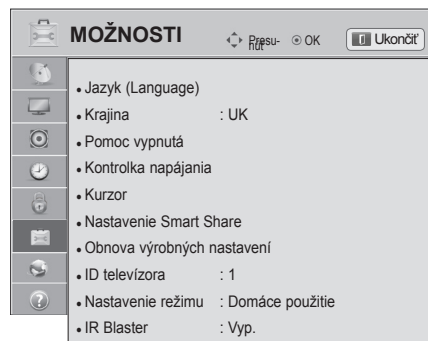 MOŽNOSTI
Presu-
núť
OK
Ukončiť
• Jazyk (Language)
• Krajina : UK
• Pomoc vypnutá
• Kontrolka napájania
• Kurzor
• Nastavenie Smart Share
• Obnova výrobných nastavení
• ID televízora : 1
• Nastavenie režimu : Domáce použitie
• IR Blaster : Vyp.